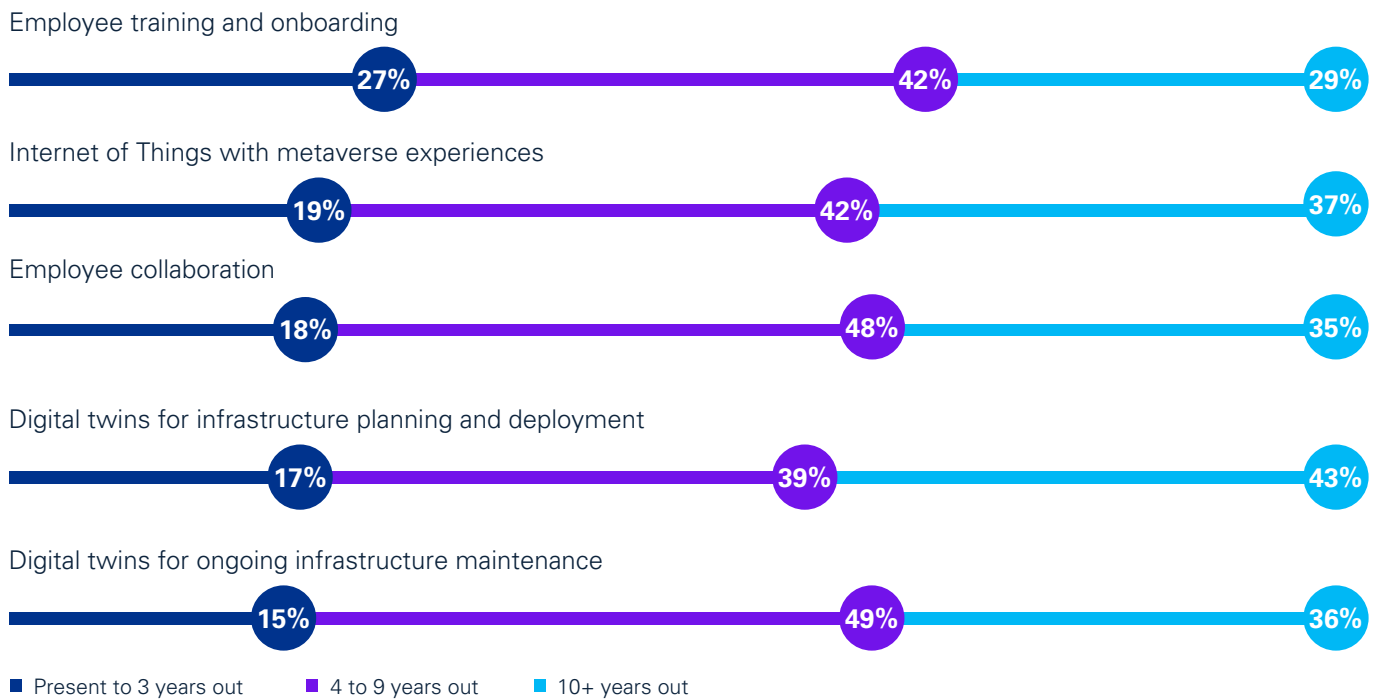 Employee training and onboarding
27% 42% 29%
Internet of Things with metaverse experiences
19% 42% 37%
Employee collaboration
18% 48% 35%
Digital twins for infrastructure planning and deployment
17% 39% 43%
Digital twins for ongoing infrastructure maintenance
15% 49% 36%
Present to 3 years out 4 to 9 years out 10+ years out